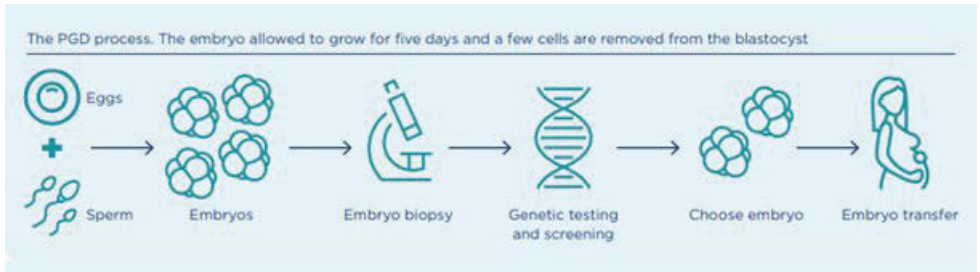 The PGD process. The embryo allowed to grow for five days and a few cells are removed from the blastocyst
Eggs
Sperm
Embryos
Embryo biopsy
Genetic testing
and screening
Choose embryo
Embryo transfer